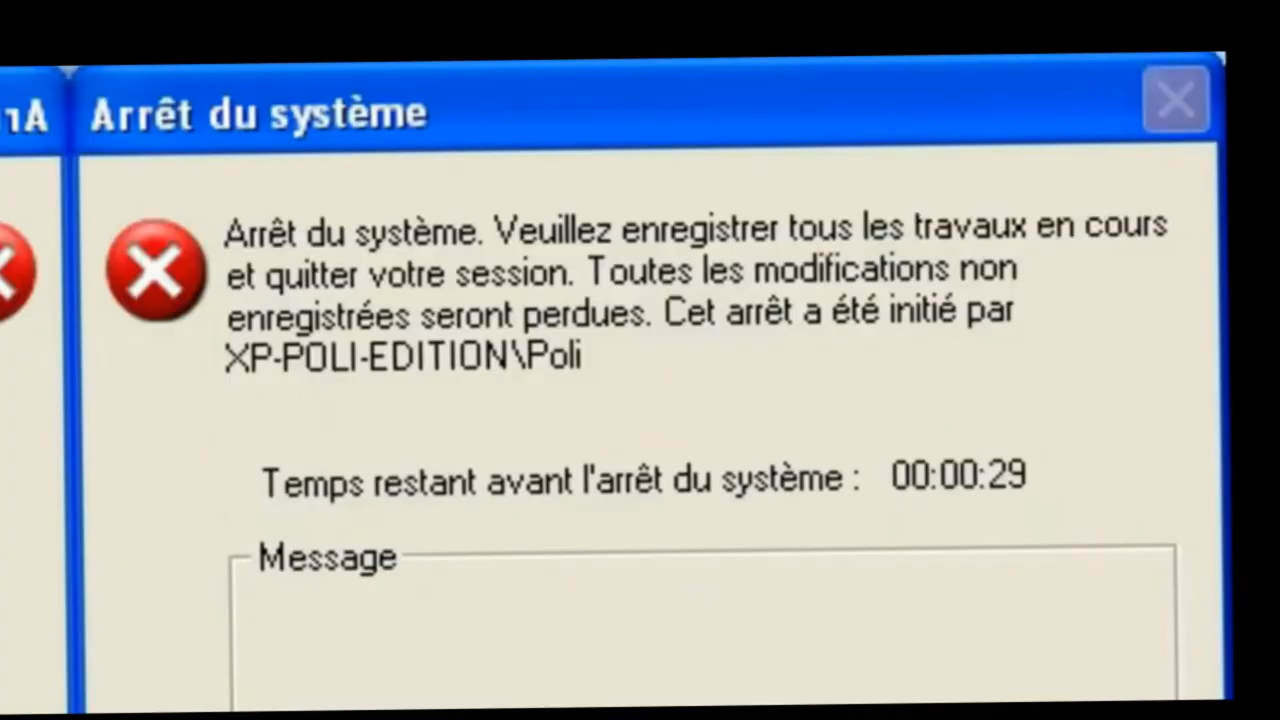 Arrêt du système
Arrêt du système. Veuillez enregistrer tous les travaux en cours
et quitter votre session. Toutes les modifications non
enregistrées seront perdues. Cet arrêt a été initié par
XP-POLI-EDITION\Poli
Temps restant avant l'arrêt du système : 00:00:29
Message